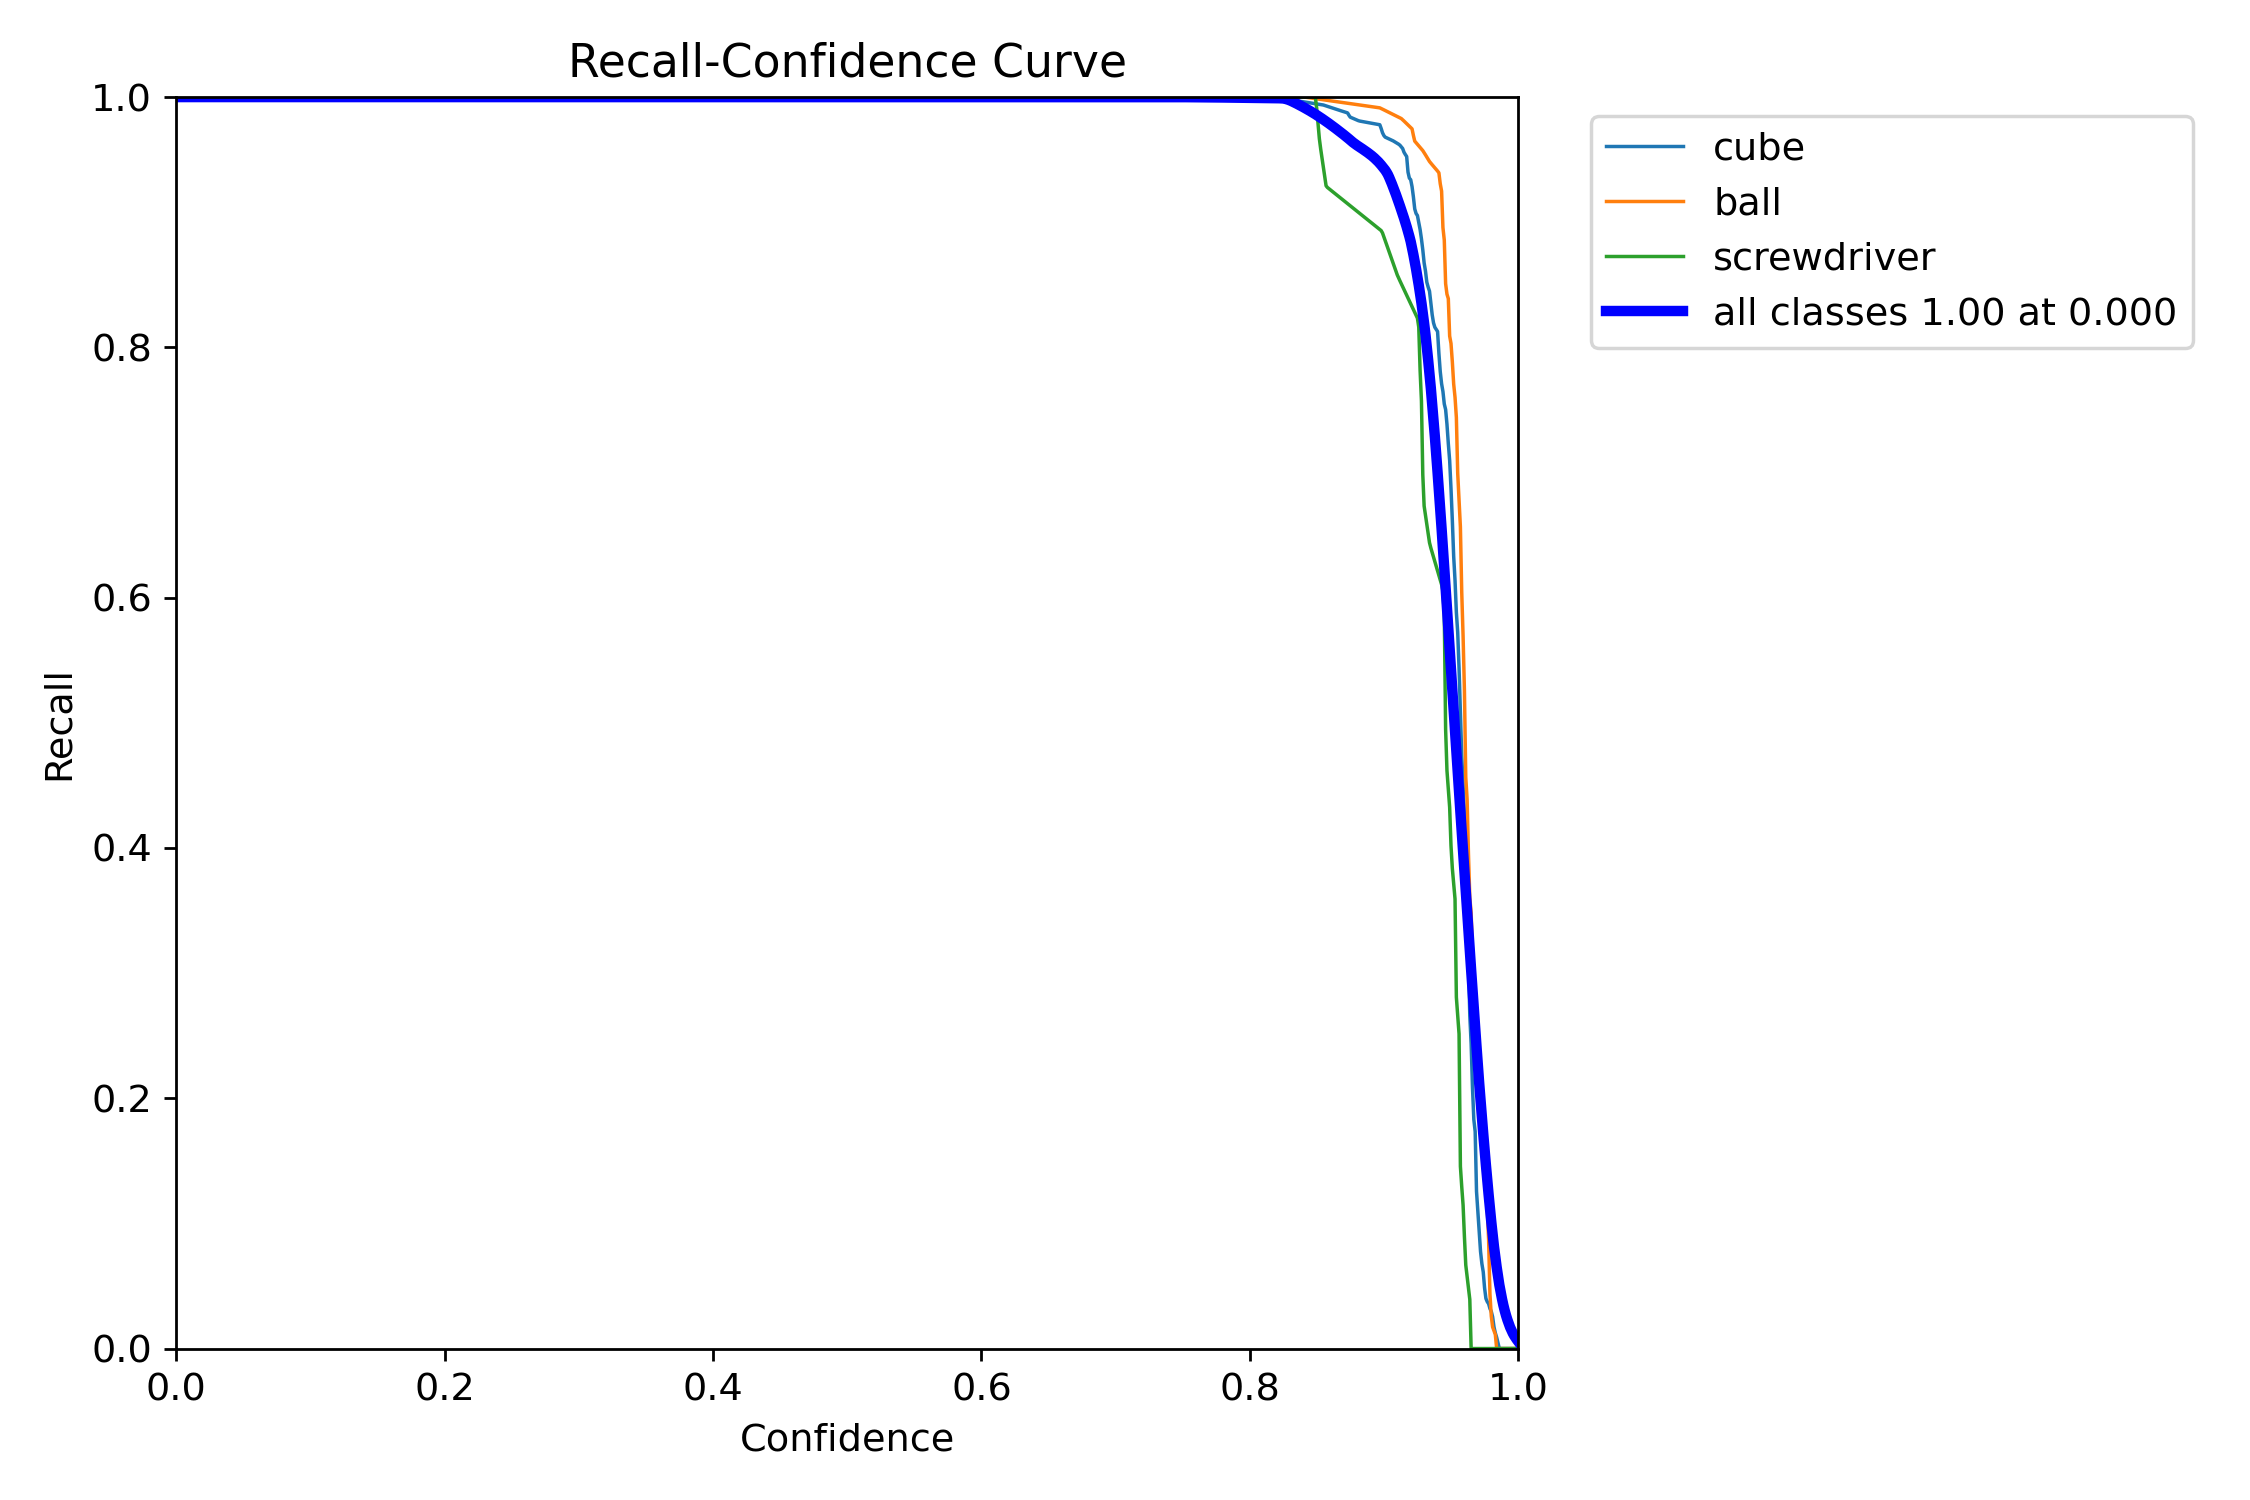 Recall-Confidence Curve
1.0
0.8
0.6
0.4
0.2
0.0
Recall
0.0 0.2 0.4 0.6 0.8 1.0
Confidence
cube
ball
screwdriver
all classes 1.00 at 0.000